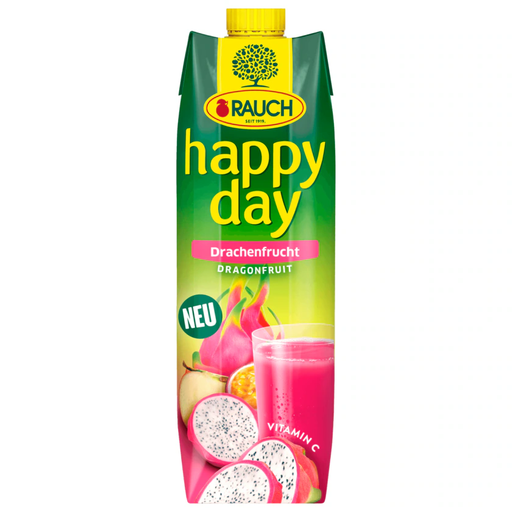 RAUCH
SEIT 1919.
happy
day
Drachenfrucht
DRAGONFRUIT
NEU
VITAMIN C